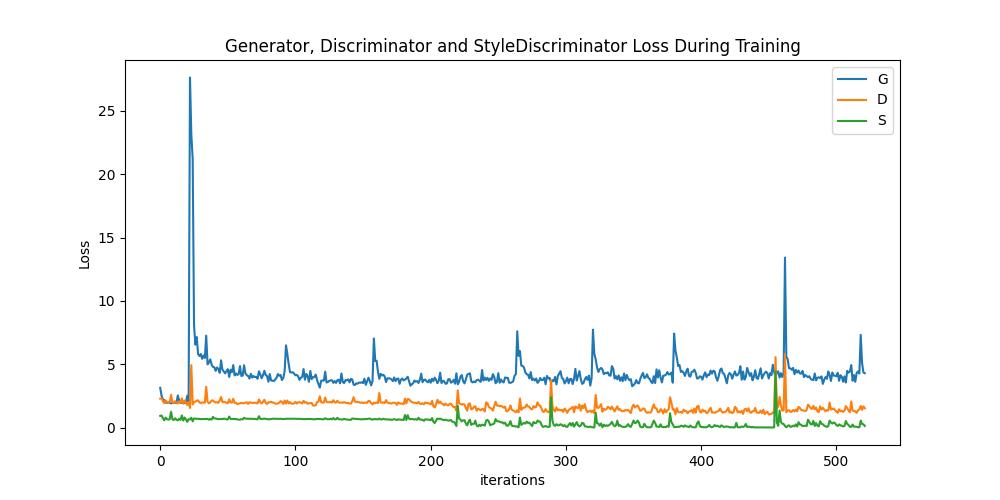 Generator, Discriminator and StyleDiscriminator Loss During Training
G
D
S
25
20
15
10
5
0
Loss
0 100 200 300 400 500
iterations